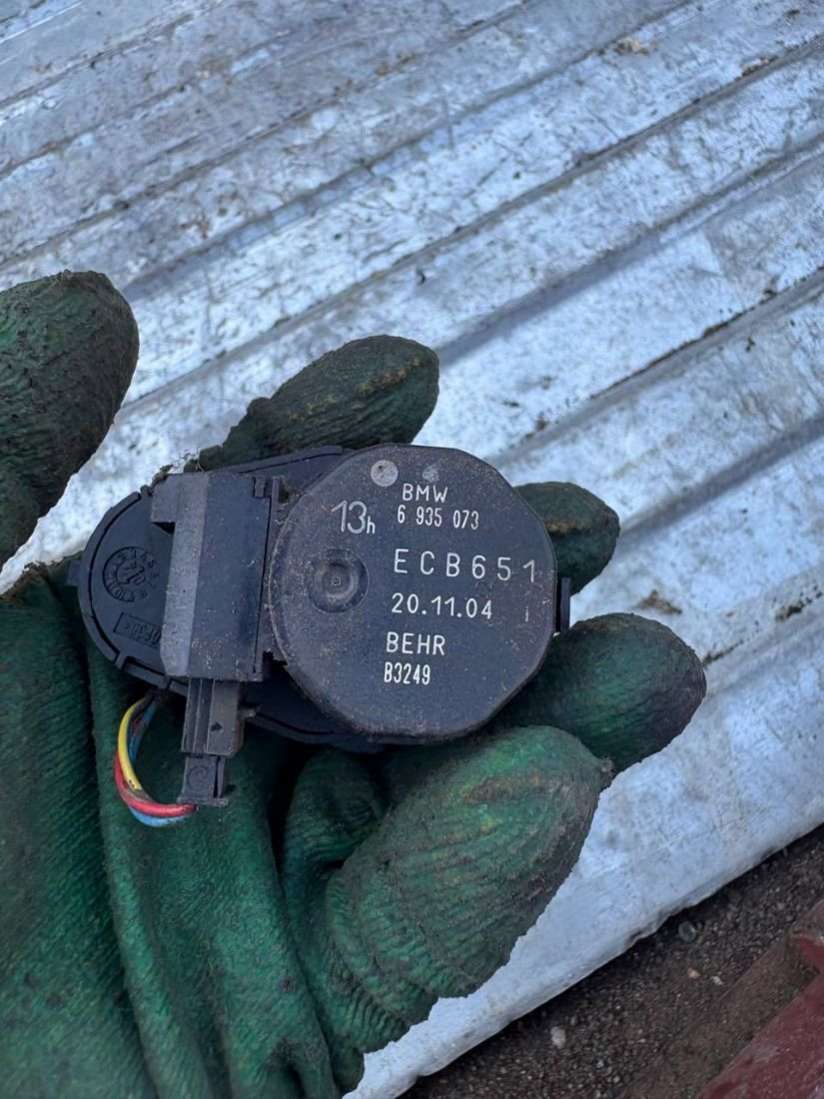 BMW
13h 6 935 073
ECB651
20.11.04
BEHR
B3249